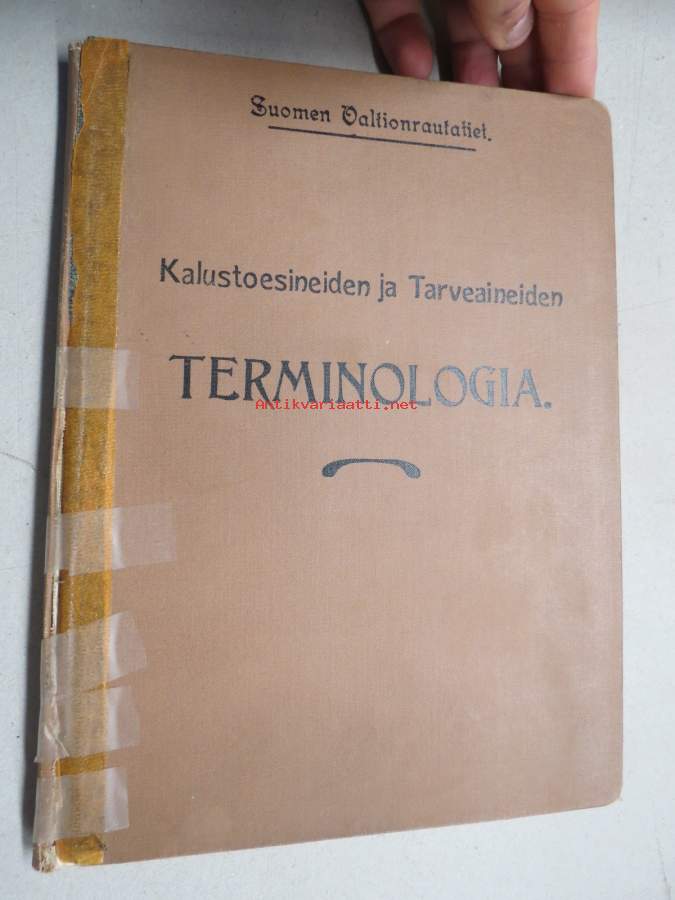 Suomen Valtionrautatiet.
Kalustoesineiden ja Tarveaineiden
TERMINOLOGIA.
Antikvariaatti.net